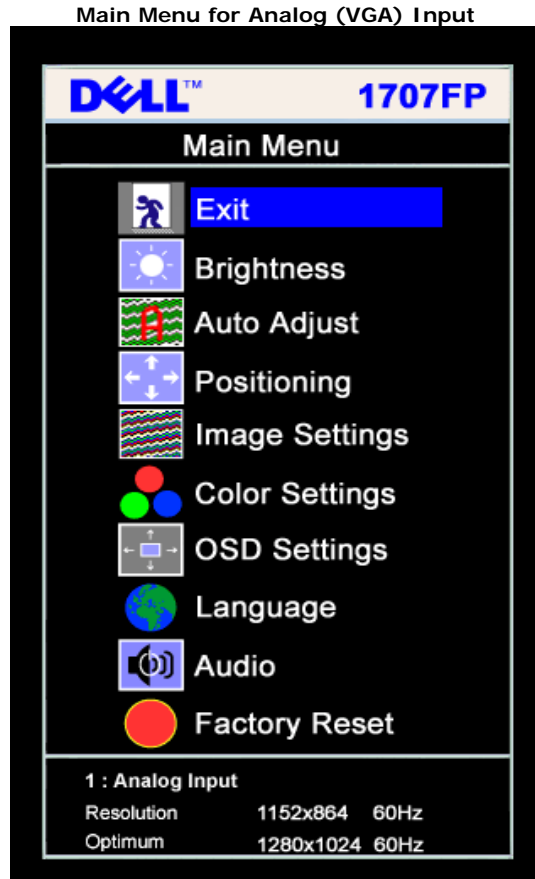 Main Menu for Analog (VGA) Input
DELL™ 1707FP
Main Menu
Exit
Brightness
A
Auto Adjust
Positioning
Image Settings
Color Settings
OSD Settings
Language
Audio
Factory Reset
1 : Analog Input
Resolution 1152x864 60Hz
Optimum 1280x1024 60Hz